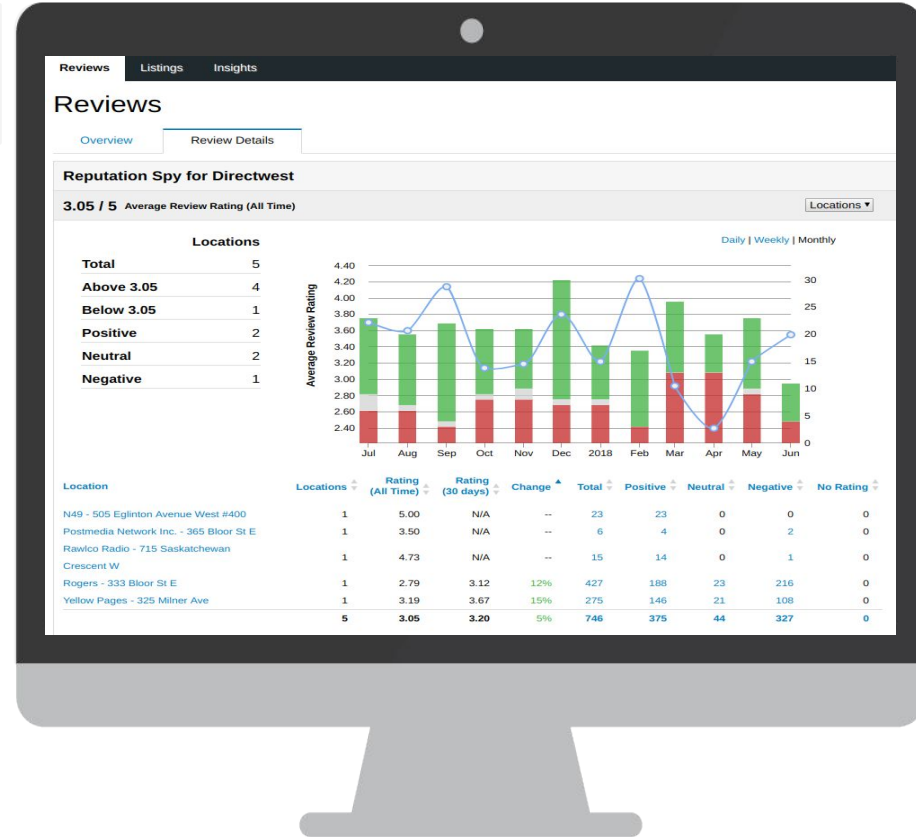 Reviews Listings Insights
Reviews
Overview Review Details
Reputation Spy for Directwest
3.05 / 5 Average Review Rating (All Time) Locations ▼
Locations
Total 5
Above 3.05 4
Below 3.05 1
Positive 2
Neutral 2
Negative 1
Daily | Weekly | Monthly
Average Review Rating
4.40
4.20
4.00
3.80
3.60
3.40
3.20
3.00
2.80
2.60
2.40
30
25
20
15
10
5
0
Jul Aug Sep Oct Nov Dec 2018 Feb Mar Apr May Jun
Location Locations Rating (All Time) Rating (30 days) Change Total Positive Neutral Negative No Rating
N49 - 505 Eglinton Avenue West #400 1 5.00 N/A -- 23 23 0 0 0
Postmedia Network Inc. - 365 Bloor St E 1 3.50 N/A -- 6 4 0 2 0
Rawlco Radio - 715 Saskatchewan
Crescent W 1 4.73 N/A -- 15 14 0 1 0
Rogers - 333 Bloor St E 1 2.79 3.12 12% 427 188 23 216 0
Yellow Pages - 325 Milner Ave 1 3.19 3.67 15% 275 146 21 108 0
5 3.05 3.20 5% 746 375 44 327 0